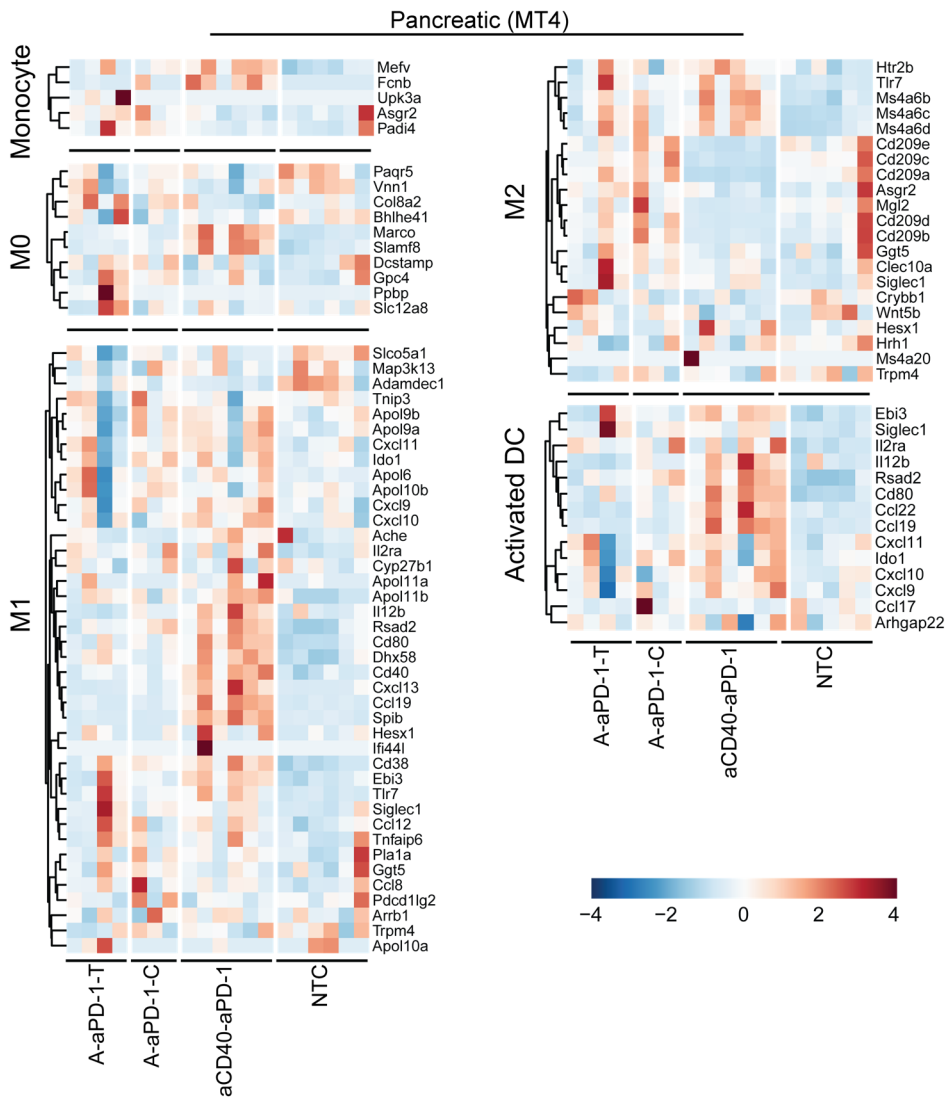 Pancreatic (MT4)
Monocyte
Mefv
Fcnb
Upk3a
Asgr2
Padi4
M0
Paqr5
Vnn1
Col8a2
Bhlhe41
Marco
Slamf8
Dcstamp
Gpc4
Ppbp
Slc12a8
M1
Slco5a1
Map3k13
Adamdec1
Tnip3
Apol9b
Apol9a
Cxcl11
Ido1
Apol6
Apol10b
Cxcl9
Cxcl10
Ache
Il2ra
Cyp27b1
Apol11a
Apol11b
Il12b
Rsad2
Cd80
Dhx58
Cd40
Cxcl13
Ccl19
Spib
Hesx1
Ifi44l
Cd38
Ebi3
Tlr7
Siglec1
Ccl12
Tnfaip6
Pla1a
Ggt5
Ccl8
Pdcd1lg2
Arrb1
Trpm4
Apol10a
A-aPD-1-T
A-aPD-1-C
aCD40-aPD-1
NTC
M2
Htr2b
Tlr7
Ms4a6b
Ms4a6c
Ms4a6d
Cd209e
Cd209c
Cd209a
Asgr2
Mgl2
Cd209d
Cd209b
Ggt5
Clec10a
Siglec1
Crybb1
Wnt5b
Hesx1
Hrh1
Ms4a20
Trpm4
Activated DC
Ebi3
Siglec1
Il2ra
Il12b
Rsad2
Cd80
Ccl22
Ccl19
Cxcl11
Ido1
Cxcl10
Cxcl9
Ccl17
Arhgap22
A-aPD-1-T
A-aPD-1-C
aCD40-aPD-1
NTC
−4 −2 0 2 4